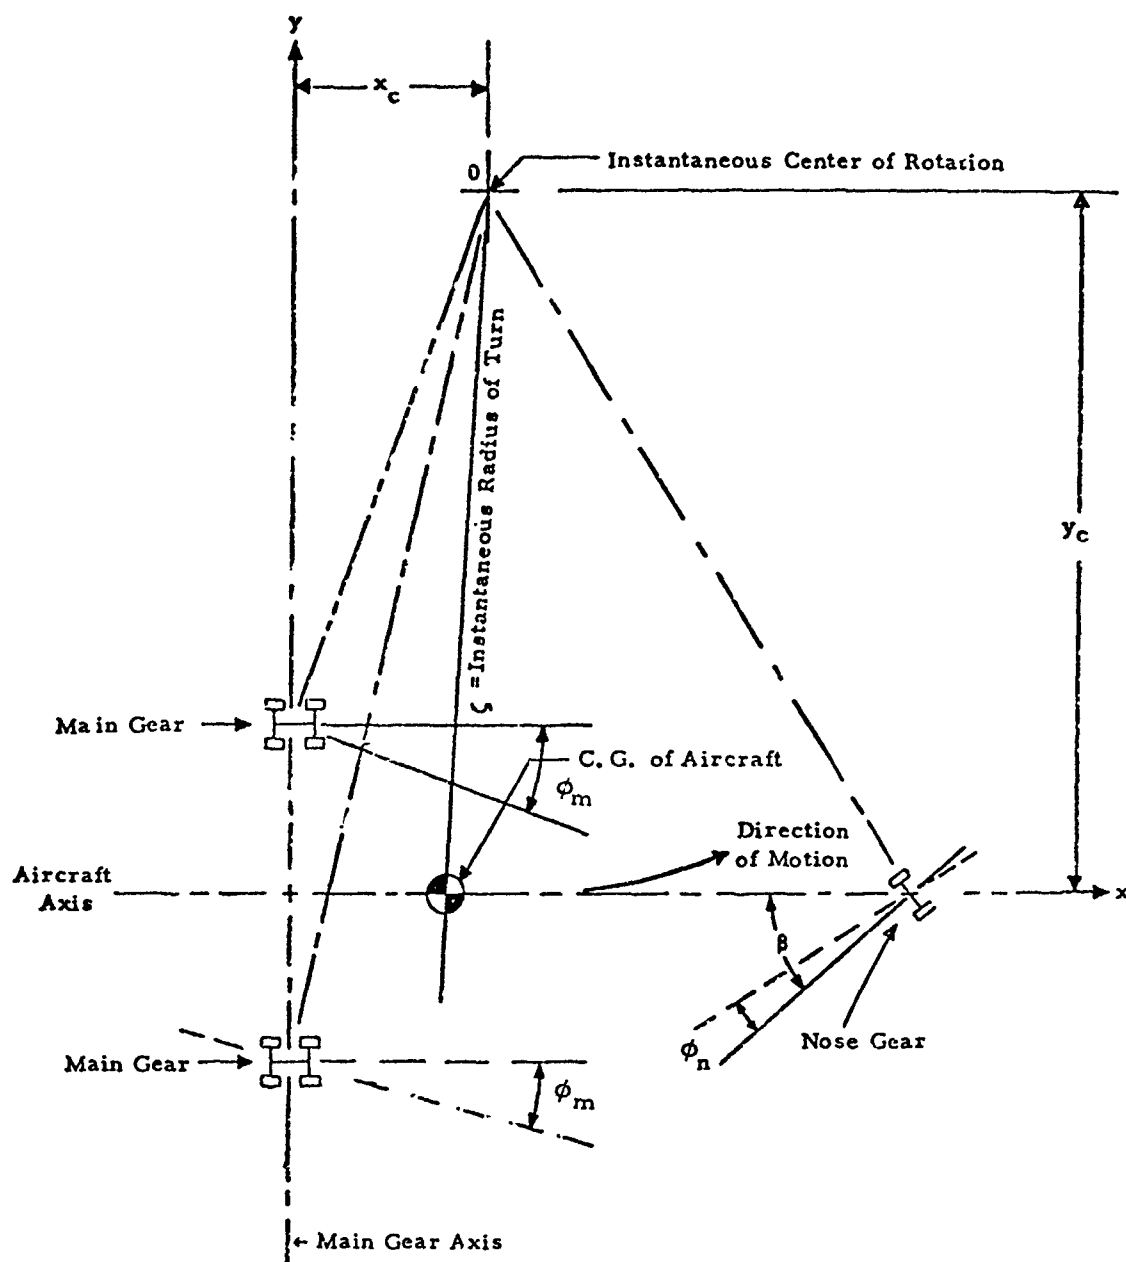 y
x_c
O
Instantaneous Center of Rotation
ζ = Instantaneous Radius of Turn
y_c
Main Gear
C. G. of Aircraft
ϕ_m
Direction
of Motion
Aircraft
Axis
x
β
Main Gear
ϕ_n
Nose Gear
ϕ_m
← Main Gear Axis